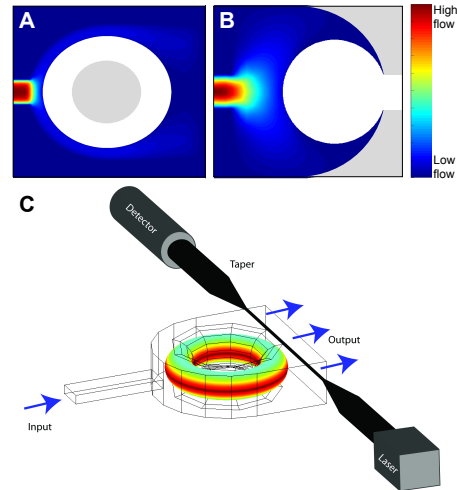 A
B
High
flow
Low
flow
C
Detector
Taper
Output
Input
Laser